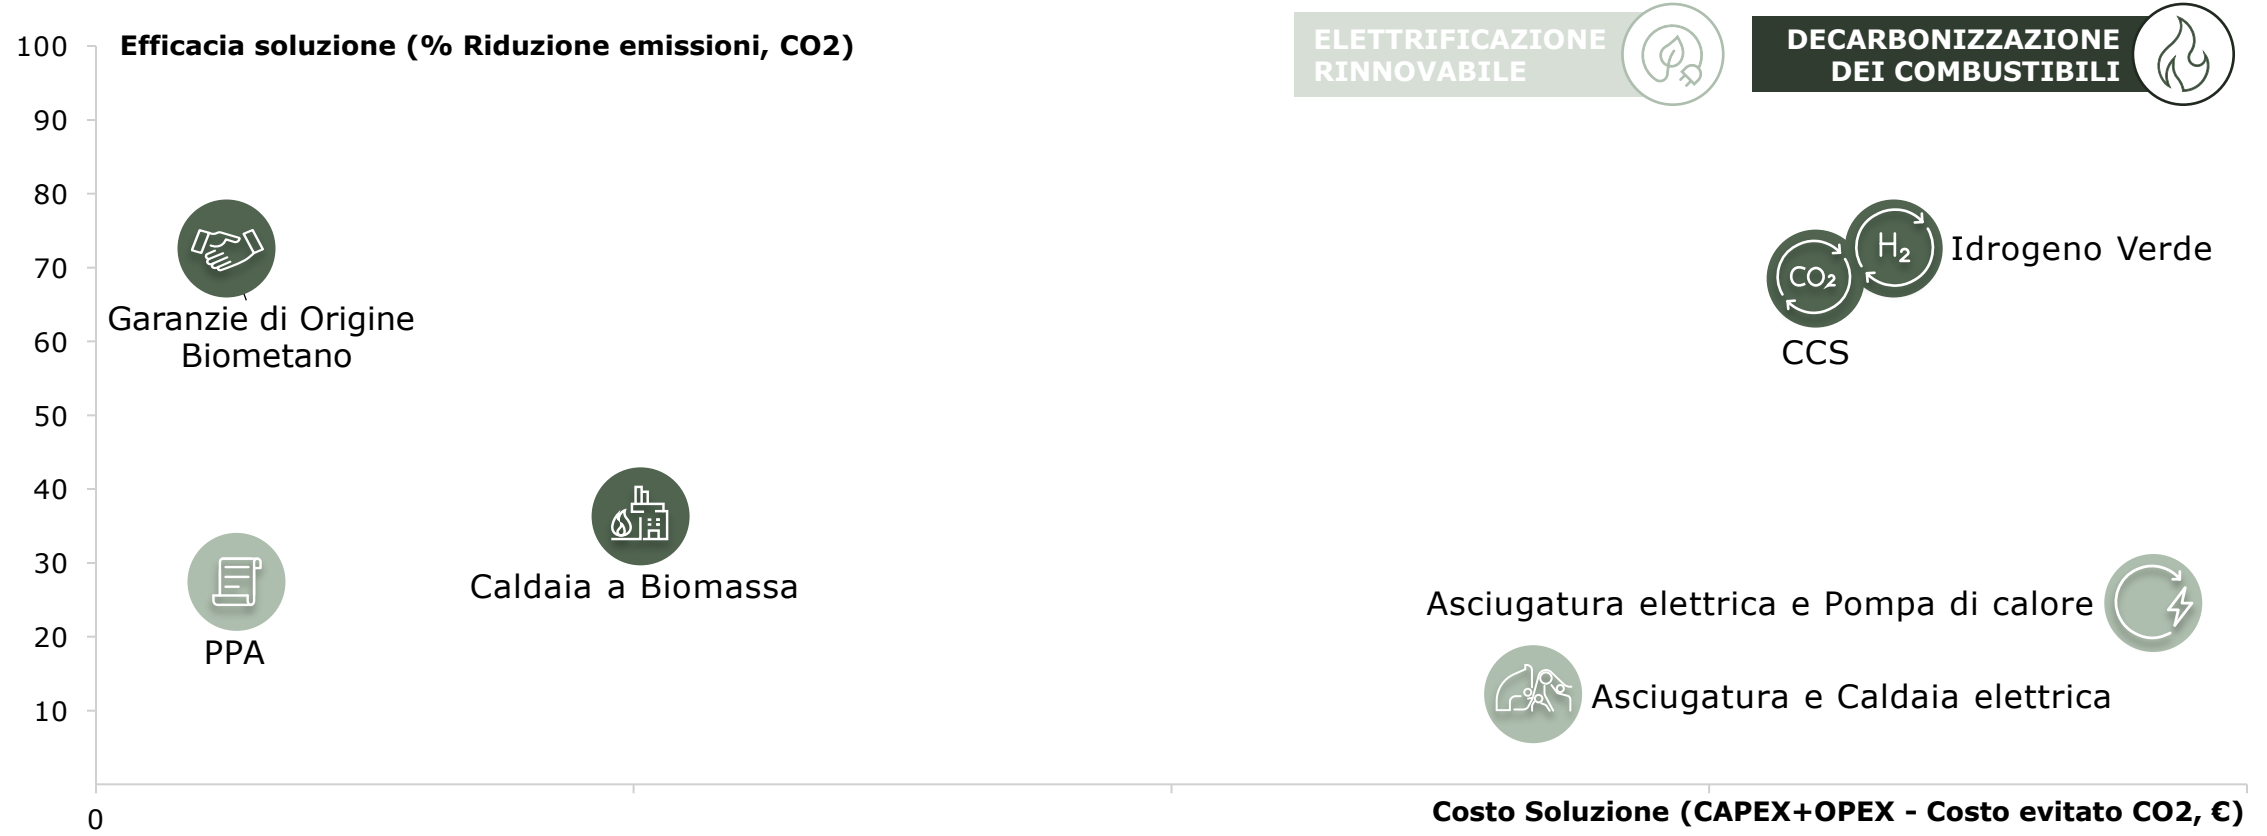 Efficacia soluzione (% Riduzione emissioni, CO2)
ELETTRIFICAZIONE
RINNOVABILE
DECARBONIZZAZIONE
DEI COMBUSTIBILI
100
90
80
70
60
50
40
30
20
10
0
Garanzie di Origine
Biometano
H2
Idrogeno Verde
CO2
CCS
Caldaia a Biomassa
PPA
Asciugatura elettrica e Pompa di calore
Asciugatura e Caldaia elettrica
Costo Soluzione (CAPEX+OPEX - Costo evitato CO2, €)